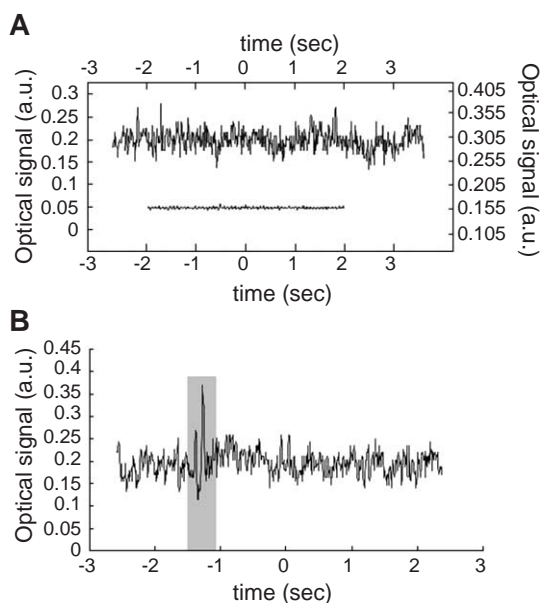 A
time (sec)
-3 -2 -1 0 1 2 3
Optical signal (a.u.)
0.3
0.25
0.2
0.15
0.1
0.05
0
0.405
0.355
0.305
0.255
0.205
0.155
0.105
Optical signal (a.u.)
-3 -2 -1 0 1 2 3
time (sec)
B
Optical signal (a.u.)
0.45
0.4
0.35
0.3
0.25
0.2
0.15
0.1
0.05
0
-3 -2 -1 0 1 2 3
time (sec)